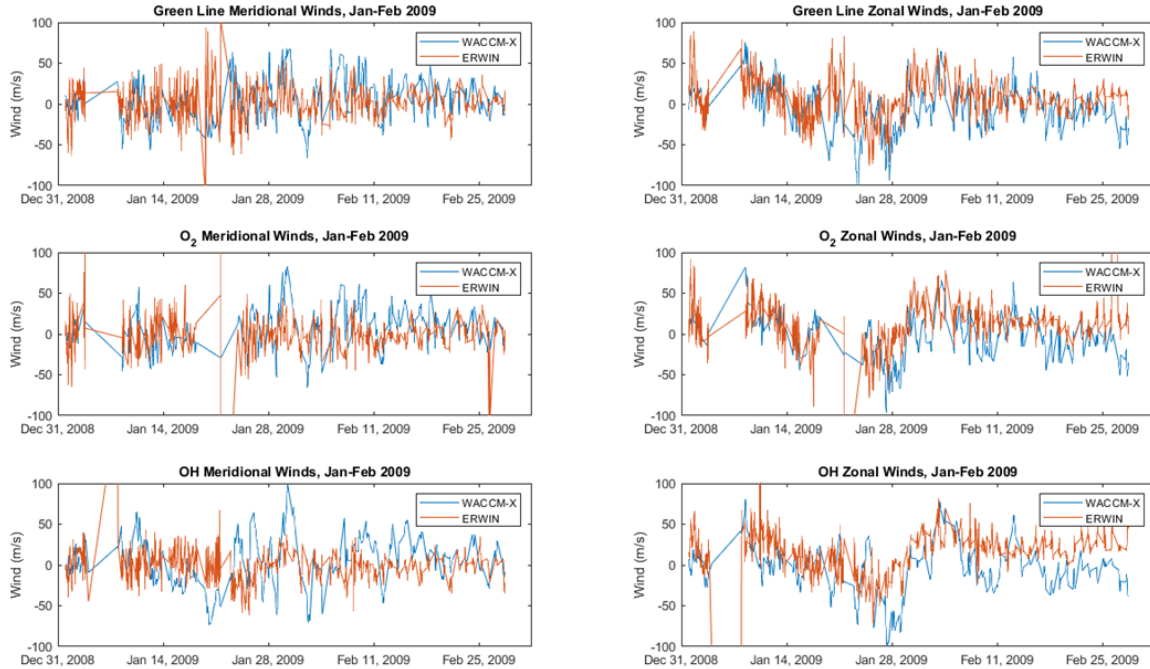 Green Line Meridional Winds, Jan-Feb 2009
100
50
0
-50
-100
Wind (m/s)
WACCM-X
ERWIN
Dec 31, 2008 Jan 14, 2009 Jan 28, 2009 Feb 11, 2009 Feb 25, 2009
Green Line Zonal Winds, Jan-Feb 2009
100
50
0
-50
-100
Wind (m/s)
WACCM-X
ERWIN
Dec 31, 2008 Jan 14, 2009 Jan 28, 2009 Feb 11, 2009 Feb 25, 2009
O2 Meridional Winds, Jan-Feb 2009
100
50
0
-50
-100
Wind (m/s)
WACCM-X
ERWIN
Dec 31, 2008 Jan 14, 2009 Jan 28, 2009 Feb 11, 2009 Feb 25, 2009
O2 Zonal Winds, Jan-Feb 2009
100
50
0
-50
-100
Wind (m/s)
WACCM-X
ERWIN
Dec 31, 2008 Jan 14, 2009 Jan 28, 2009 Feb 11, 2009 Feb 25, 2009
OH Meridional Winds, Jan-Feb 2009
100
50
0
-50
-100
Wind (m/s)
WACCM-X
ERWIN
Dec 31, 2008 Jan 14, 2009 Jan 28, 2009 Feb 11, 2009 Feb 25, 2009
OH Zonal Winds, Jan-Feb 2009
100
50
0
-50
-100
Wind (m/s)
WACCM-X
ERWIN
Dec 31, 2008 Jan 14, 2009 Jan 28, 2009 Feb 11, 2009 Feb 25, 2009